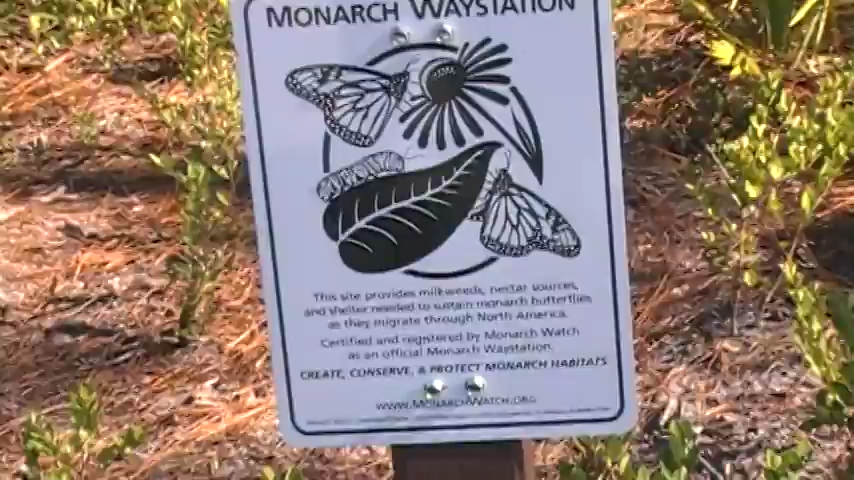 MONARCH WAYSTATION
This site provides milkweeds, nectar sources,
and shelter needed to sustain monarch butterflies
as they migrate through North America.
Certified and registered by Monarch Watch
as an official Monarch Waystation.
CREATE, CONSERVE, & PROTECT MONARCH HABITATS
WWW.MONARCHWATCH.ORG